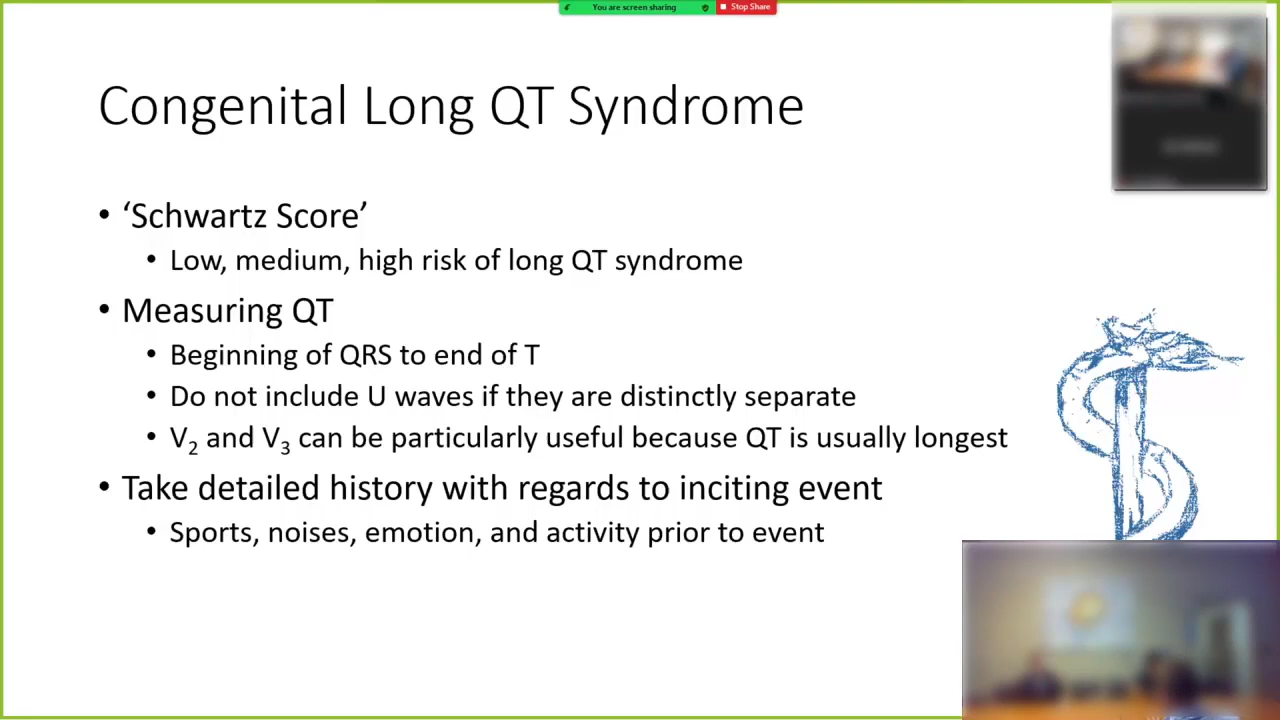 You are screen sharing
Stop Share
Congenital Long QT Syndrome
• ‘Schwartz Score’
• Low, medium, high risk of long QT syndrome
• Measuring QT
• Beginning of QRS to end of T
• Do not include U waves if they are distinctly separate
• V2 and V3 can be particularly useful because QT is usually longest
• Take detailed history with regards to inciting event
• Sports, noises, emotion, and activity prior to event